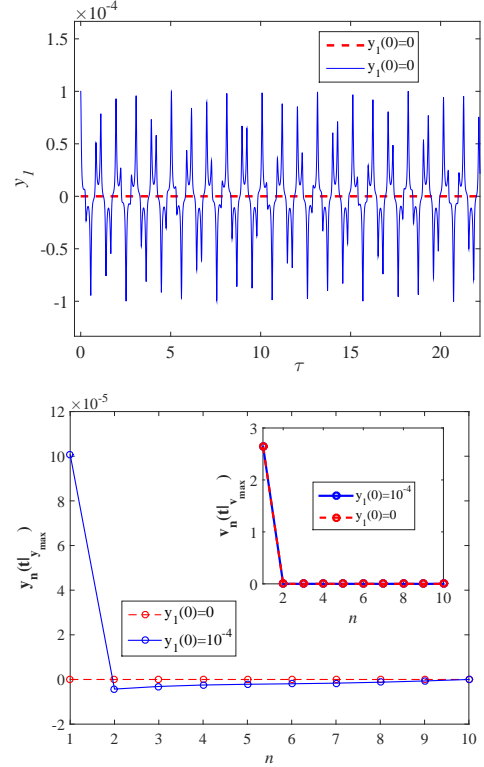 ×10⁻⁴
1.5
1
0.5
0
-0.5
-1
y₁
y₁(0)=0
y₁(0)=0
0 5 10 15 20
τ
×10⁻⁵
12
10
8
6
4
2
0
-2
yₙ(t|y_max)
y₁(0)=0
y₁(0)=10⁻⁴
1 2 3 4 5 6 7 8 9 10
n
3
2
1
0
vₙ(t|v_max)
y₁(0)=10⁻⁴
y₁(0)=0
2 4 6 8 10
n